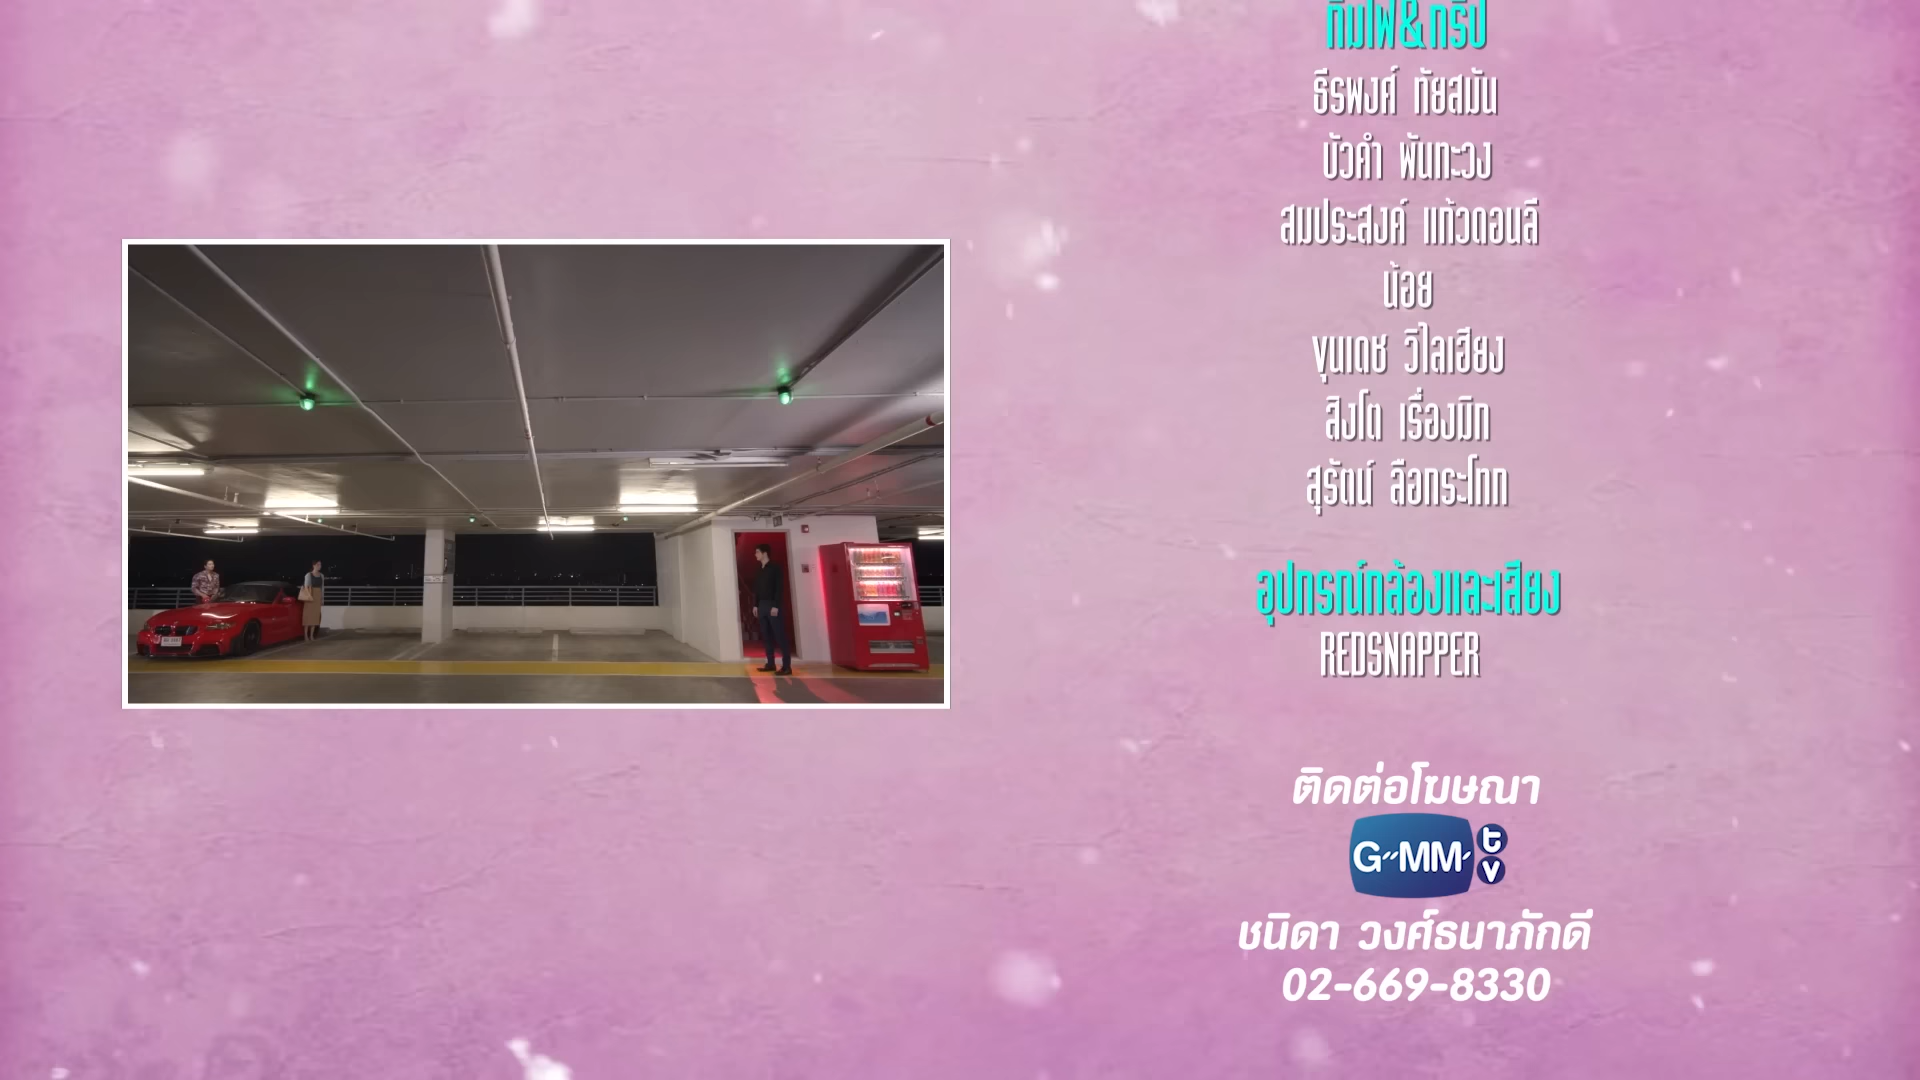 ทีมไฟ&กริป
ธีรพงศ์ ทัยสมัน
บัวคำ พันทะวง
สมประสงค์ แก้วดอนลี
น้อย
ขุนเดช วิไลเฮียง
สิงโต เรื่องมิก
สุรัตน์ ลือกระโทก
อุปกรณ์กล้องและเสียง
REDSNAPPER
ติดต่อโฆษณา
GMM tv
ชนิดา วงศ์ธนาภักดี
02-669-8330